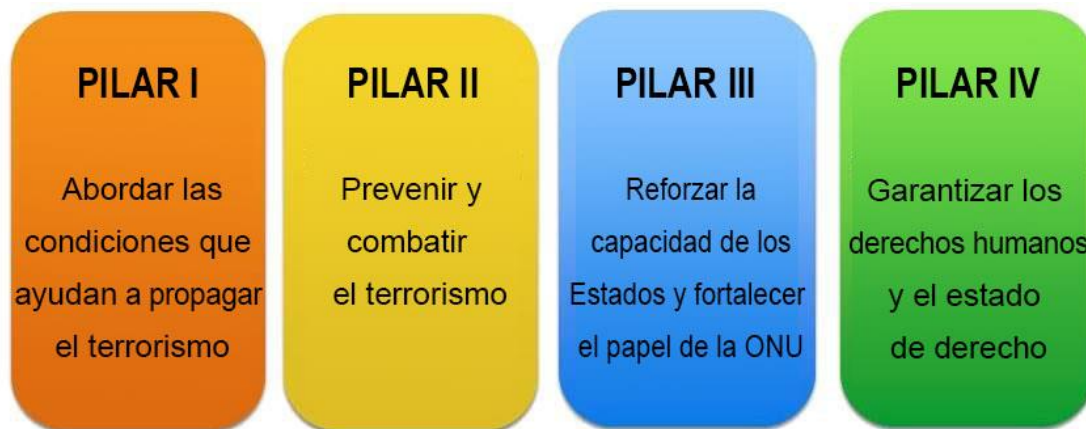 PILAR I
Abordar las
condiciones que
ayudan a propagar
el terrorismo
PILAR II
Prevenir y
combatir
el terrorismo
PILAR III
Reforzar la
capacidad de los
Estados y fortalecer
el papel de la ONU
PILAR IV
Garantizar los
derechos humanos
y el estado
de derecho